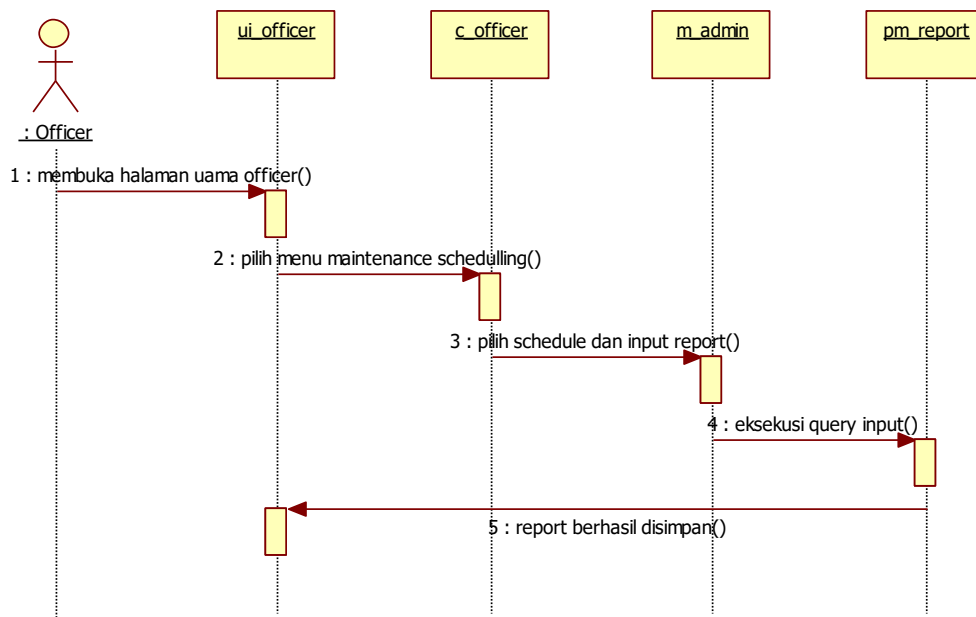 ui_officer
c_officer
m_admin
pm_report
: Officer
1 : membuka halaman uama officer()
2 : pilih menu maintenance schedulling()
3 : pilih schedule dan input report()
4 : eksekusi query input()
5 : report berhasil disimpan()